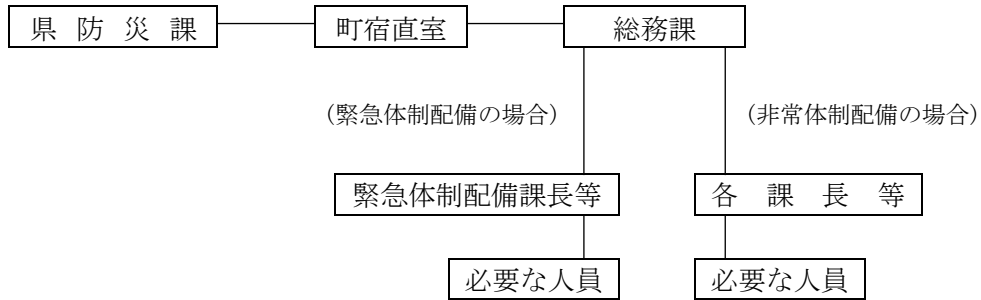 県防災課
町宿直室
総務課
（緊急体制配備の場合）
（非常体制配備の場合）
緊急体制配備課長等
各課長等
必要な人員
必要な人員